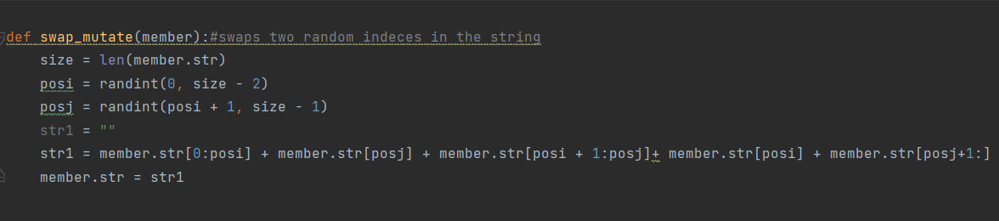 def swap_mutate(member):#swaps two random indeces in the string
    size = len(member.str)
    posi = randint(0, size - 2)
    posj = randint(posi + 1, size - 1)
    str1 = ""
    str1 = member.str[0:posi] + member.str[posj] + member.str[posi + 1:posj]+ member.str[posi] + member.str[posj+1:]
    member.str = str1